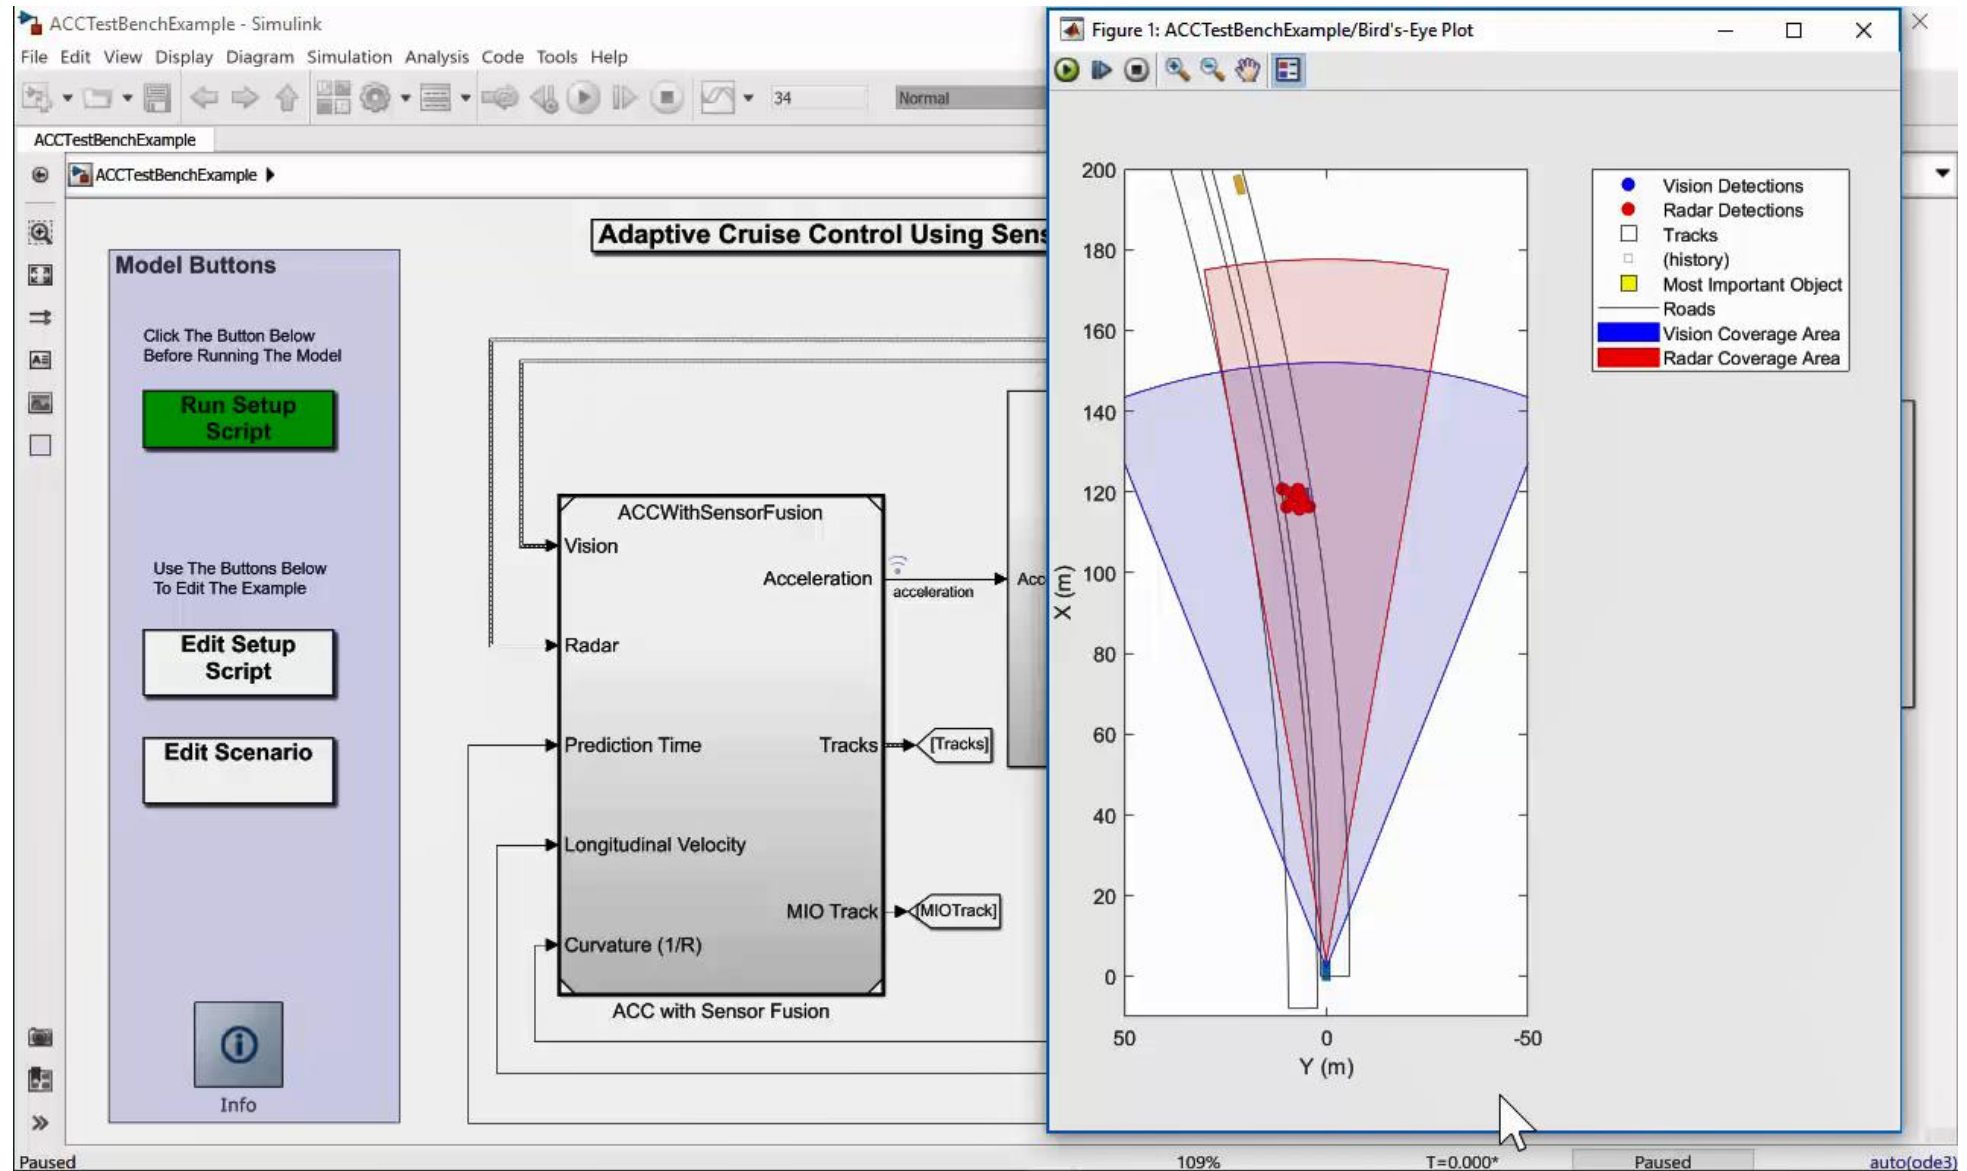 ACCTestBenchExample - Simulink
File Edit View Display Diagram Simulation Analysis Code Tools Help
34
Normal
ACCTestBenchExample
ACCTestBenchExample
Adaptive Cruise Control Using Sens
Model Buttons
Click The Button Below
Before Running The Model
Run Setup
Script
Use The Buttons Below
To Edit The Example
Edit Setup
Script
Edit Scenario
Info
ACCWithSensorFusion
Vision
Acceleration
acceleration
Acc
Radar
Prediction Time
Tracks
[Tracks]
Longitudinal Velocity
MIO Track
[MIOTrack]
Curvature (1/R)
ACC with Sensor Fusion
Figure 1: ACCTestBenchExample/Bird's-Eye Plot
200
180
160
140
120
100
80
60
40
20
0
X (m)
50
0
-50
Y (m)
Vision Detections
Radar Detections
Tracks
(history)
Most Important Object
Roads
Vision Coverage Area
Radar Coverage Area
Paused
109%
T=0.000*
Paused
auto(ode3)